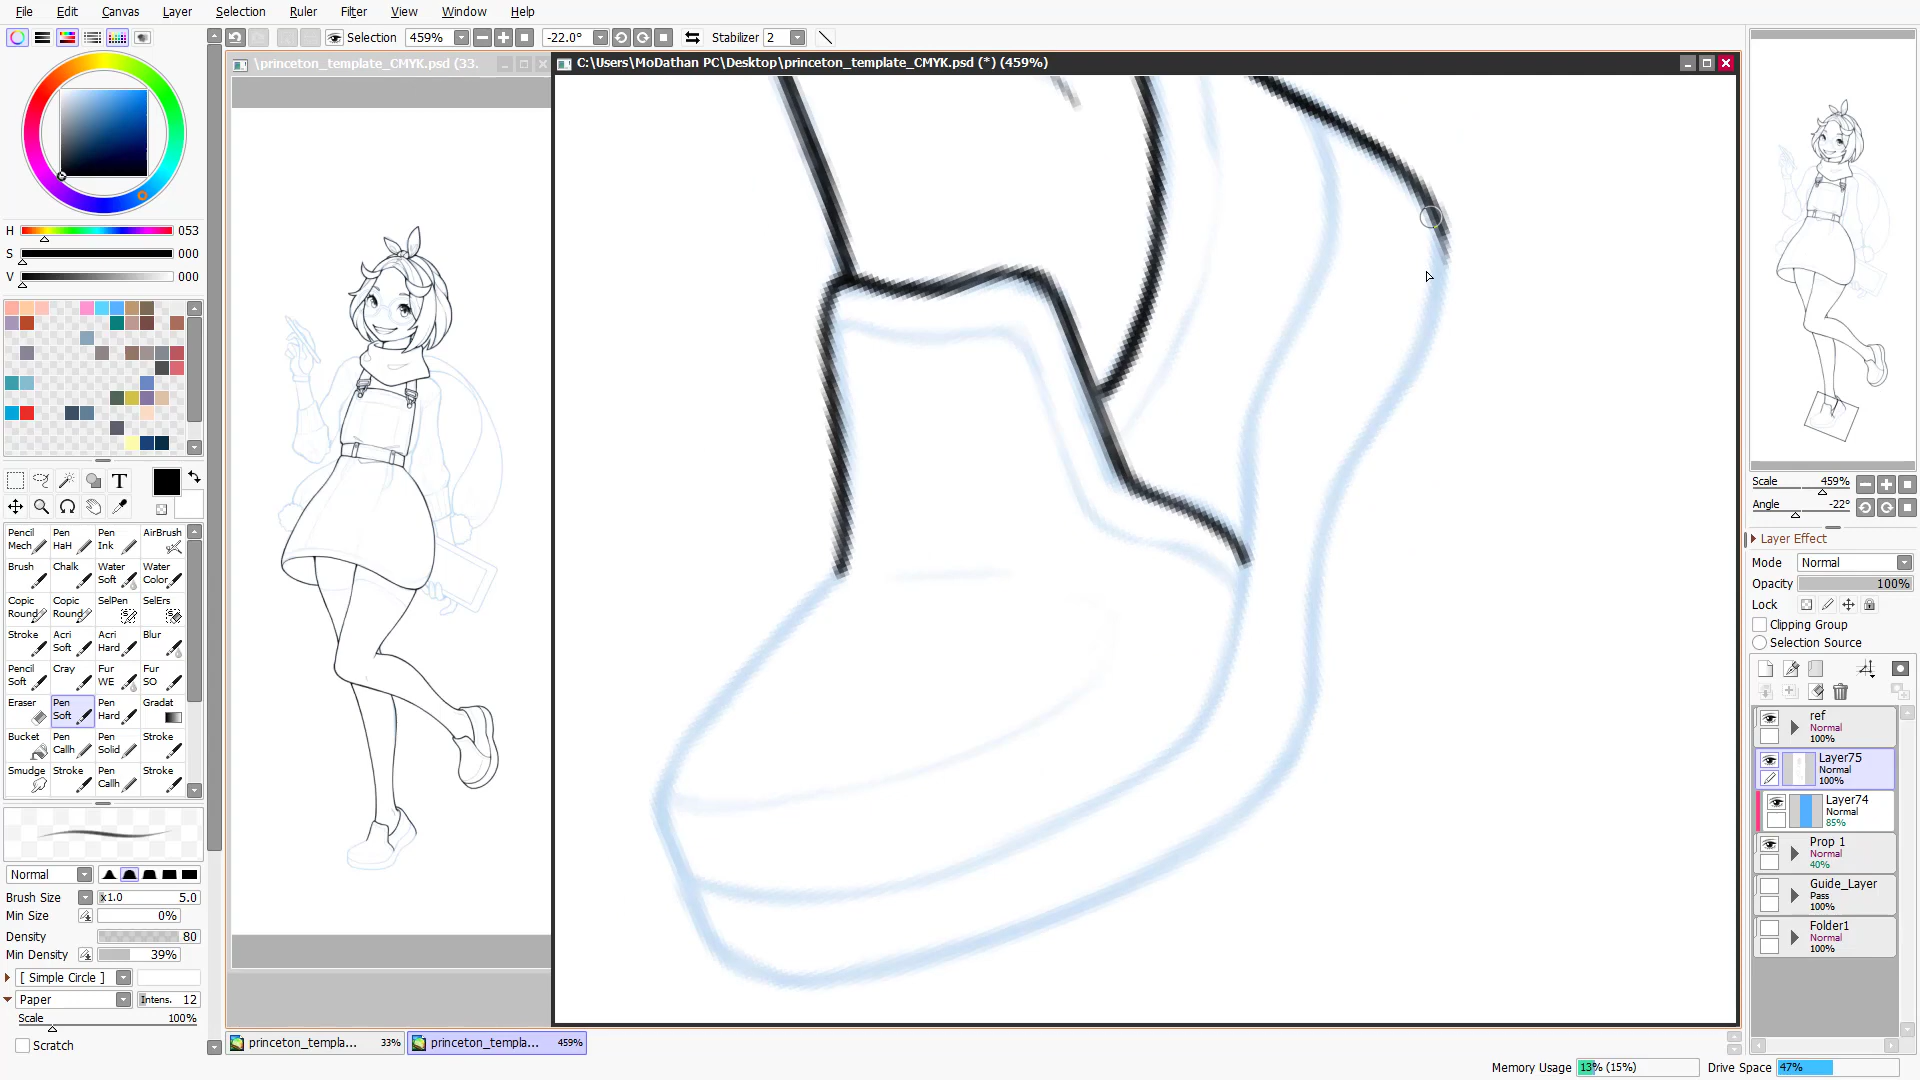 File Edit Canvas Layer Selection Ruler Filter View Window Help
Selection 459% -22.0° Stabilizer 2
\princeton_template_CMYK.psd (33.
C:\Users\MoDathan PC\Desktop\princeton_template_CMYK.psd (*) (459%)
H 053
S 000
V 000
T
Pencil Mech Pen HaH Pen Ink AirBrush
Brush Chalk Water Soft Water Color
Copic Round Copic Round SelPen SelErs
Stroke Acri Soft Acri Hard Blur
Pencil Soft Cray Fur WE Fur SO
Eraser Pen Soft Pen Hard Gradat
Bucket Pen Callh Pen Solid Stroke
Smudge Stroke Pen Callh Stroke
Normal
Brush Size x1.0 5.0
Min Size 0%
Density 80
Min Density 39%
[ Simple Circle ]
Paper Intens. 12
Scale 100%
Scratch
princeton_templa... 33%
princeton_templa... 459%
Scale 459%
Angle -22°
Layer Effect
Mode Normal
Opacity 100%
Lock
Clipping Group
Selection Source
ref
Normal
100%
Layer75
Normal
100%
Layer74
Normal
85%
Prop 1
Normal
40%
Guide_Layer
Pass
100%
Folder1
Normal
100%
Memory Usage 13% (15%) Drive Space 47%